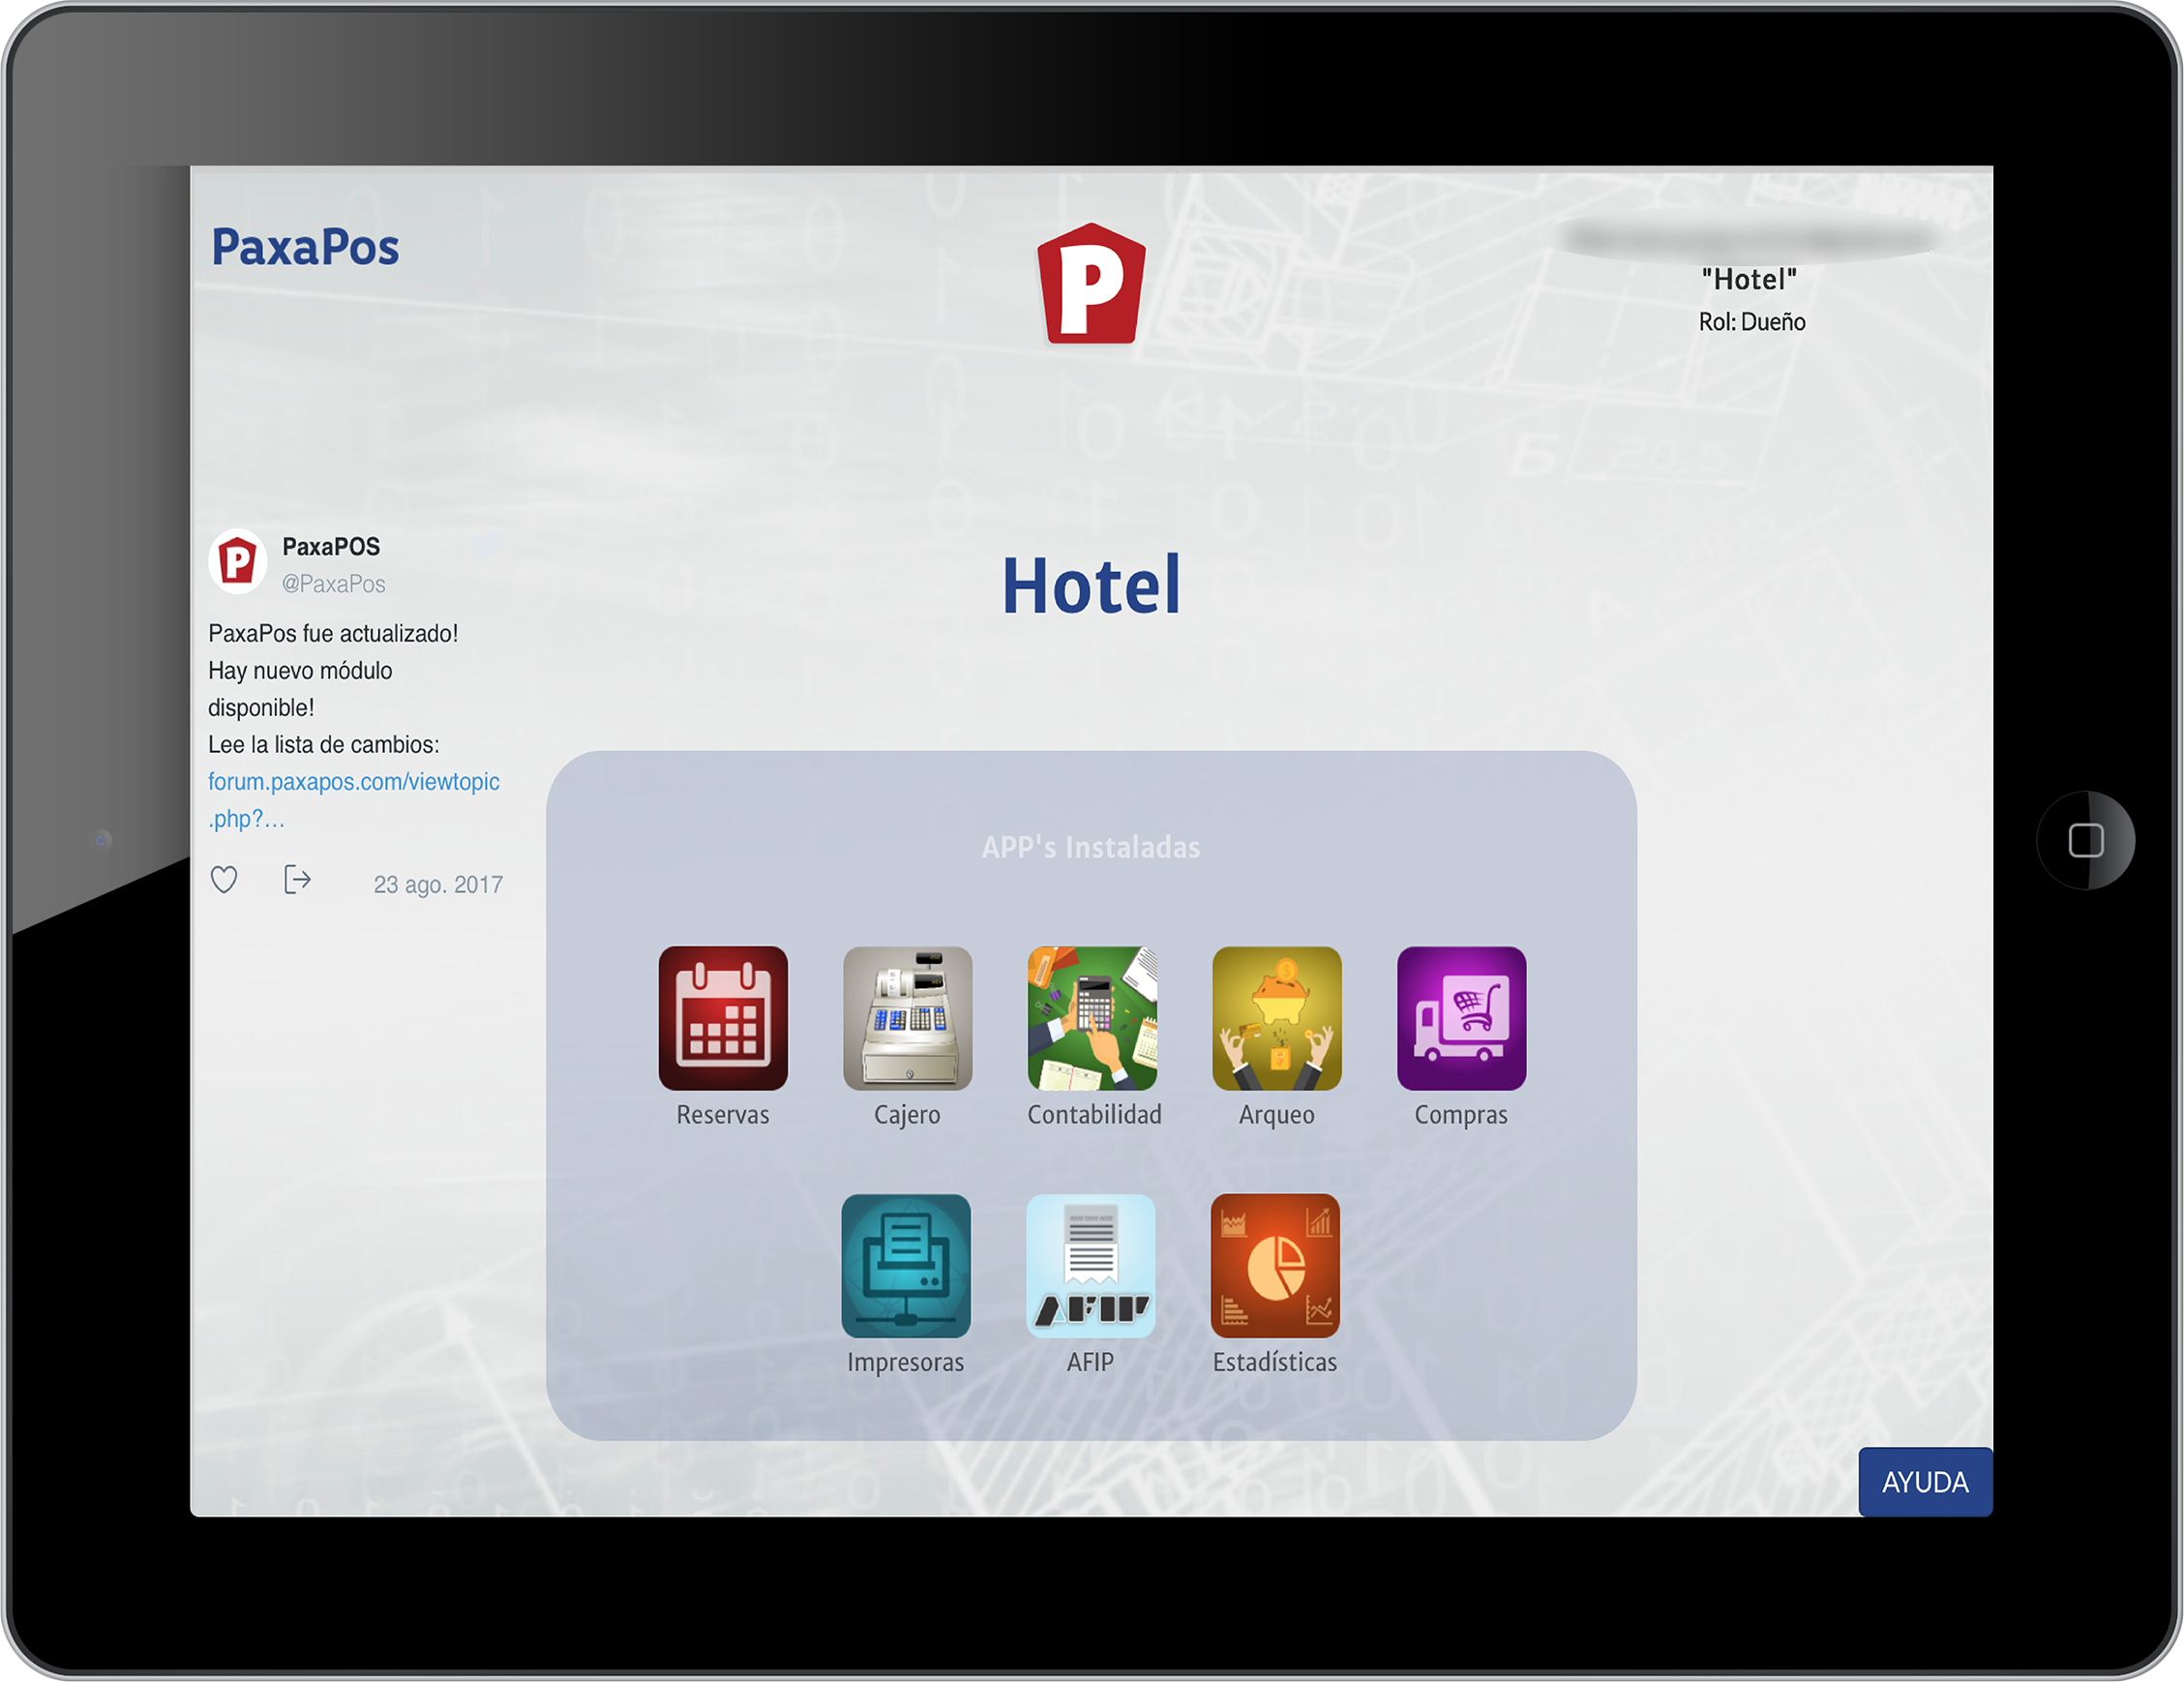 PaxaPos
P
"Hotel"
Rol: Dueño
P
PaxaPOS
@PaxaPos
PaxaPos fue actualizado!
Hay nuevo módulo
disponible!
Lee la lista de cambios:
forum.paxapos.com/viewtopic
.php?...
23 ago. 2017
Hotel
APP's Instaladas
Reservas
Cajero
Contabilidad
Arqueo
Compras
AFIP
Impresoras
AFIP
Estadísticas
AYUDA